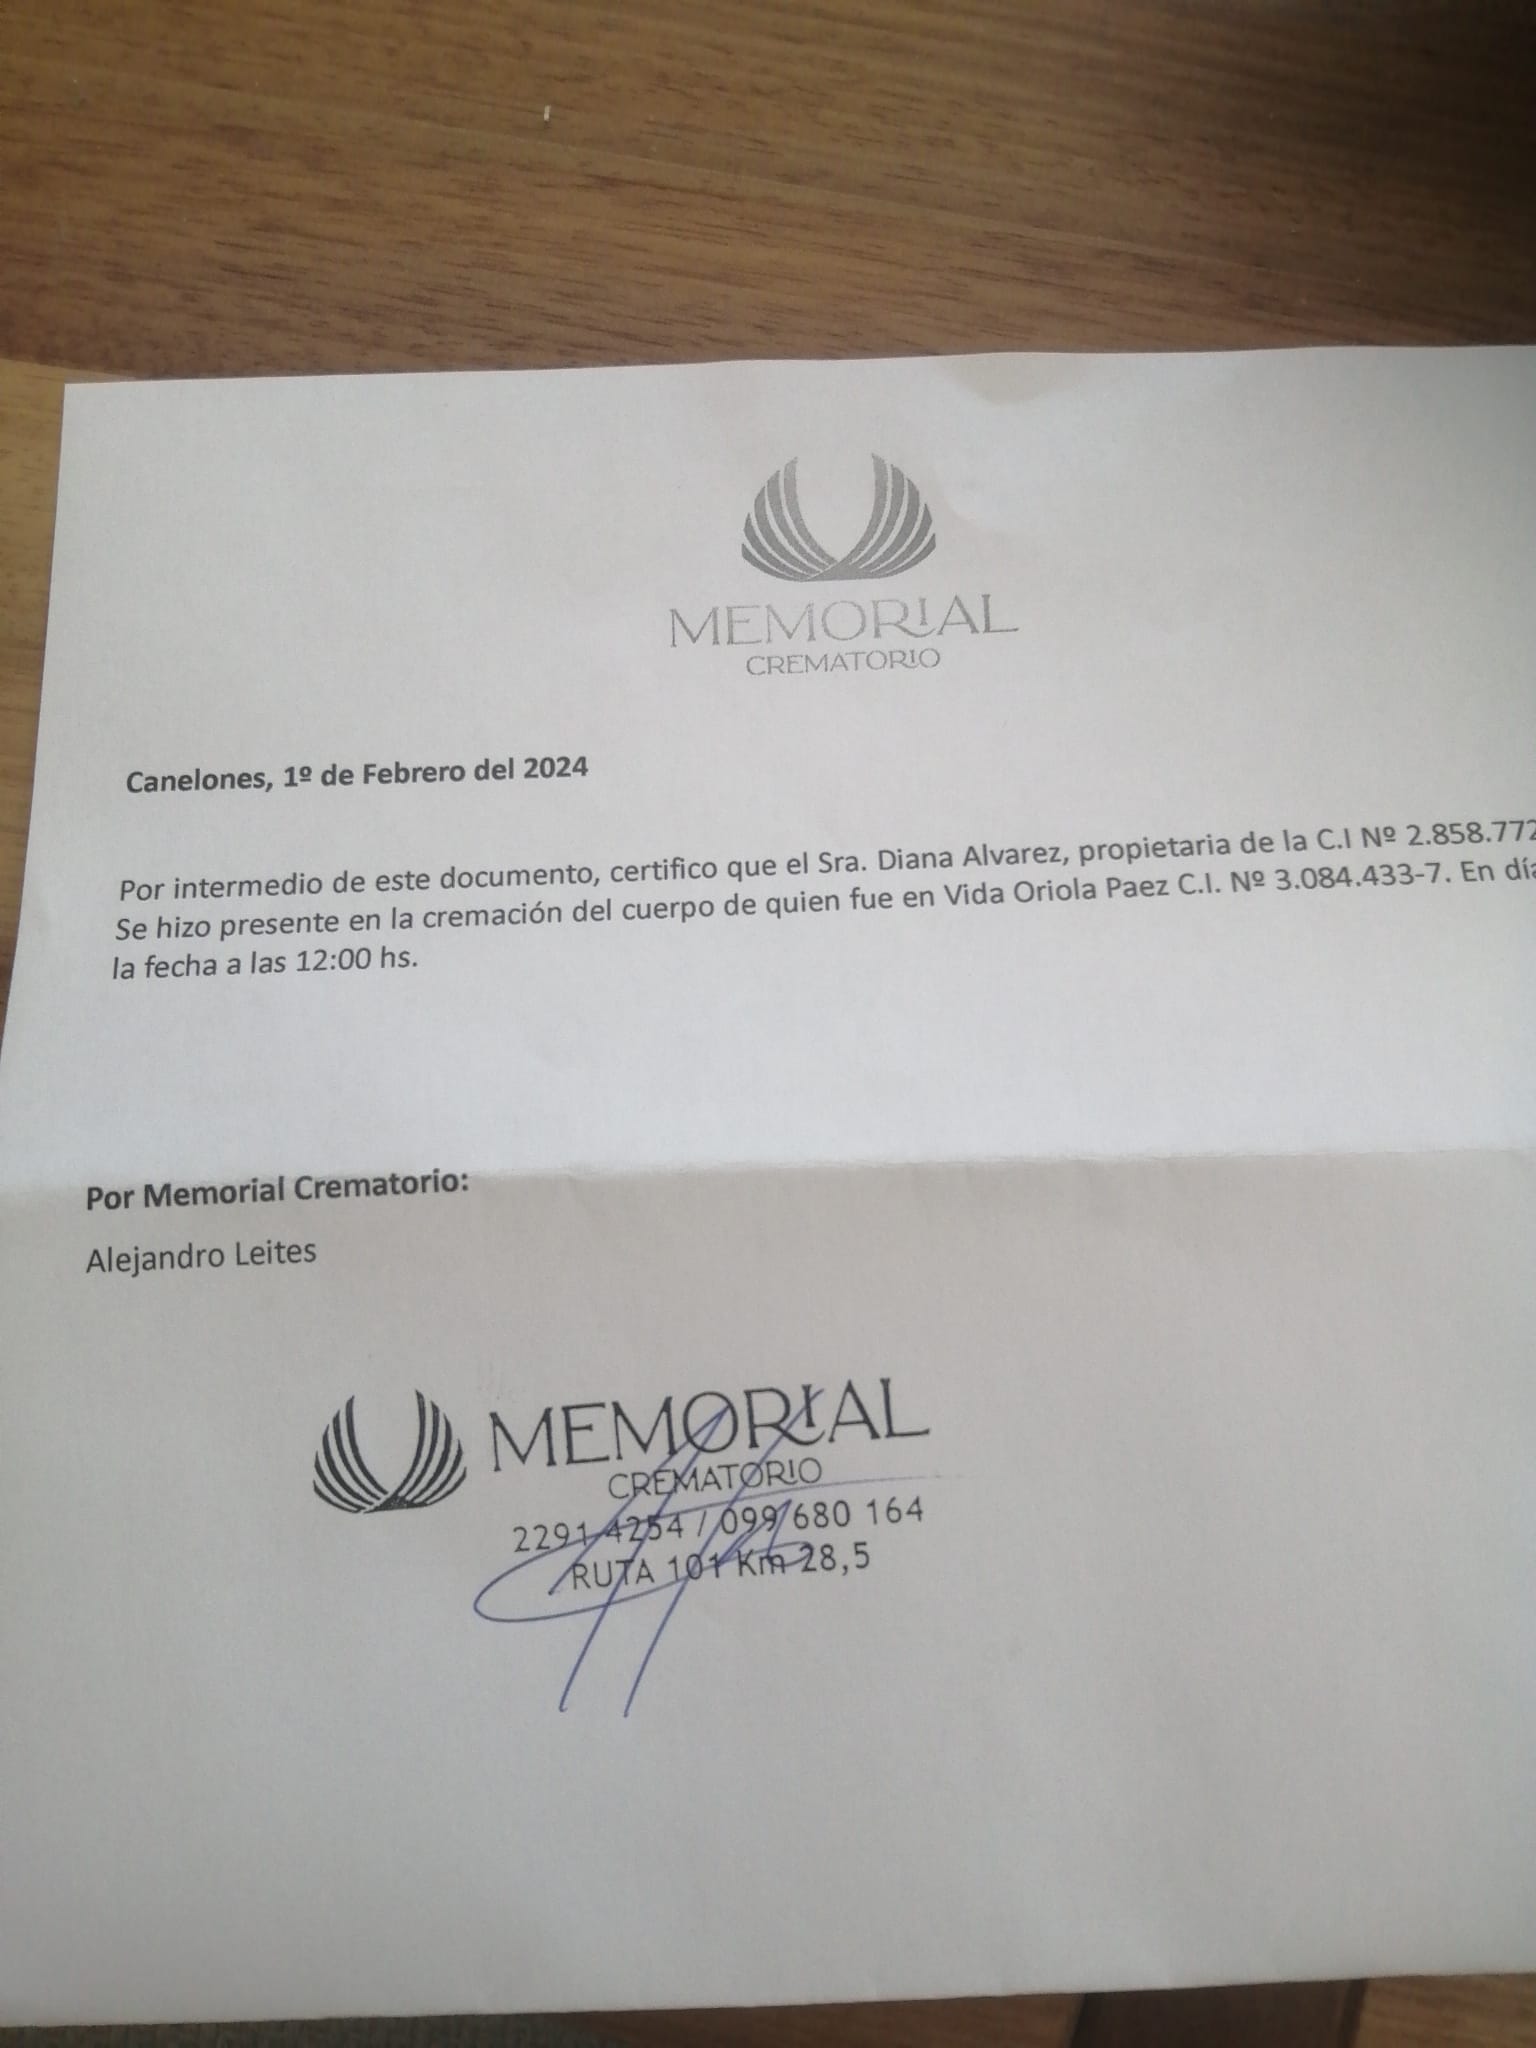 MEMORIAL
CREMATORIO
Canelones, 1º de Febrero del 2024
Por intermedio de este documento, certifico que el Sra. Diana Alvarez, propietaria de la C.I Nº 2.858.772
Se hizo presente en la cremación del cuerpo de quien fue en Vida Oriola Paez C.I. Nº 3.084.433-7. En día
la fecha a las 12:00 hs.
Por Memorial Crematorio:
Alejandro Leites
MEMORIAL
CREMATORIO
2291 4254 / 099 680 164
RUTA 101 Km 28,5